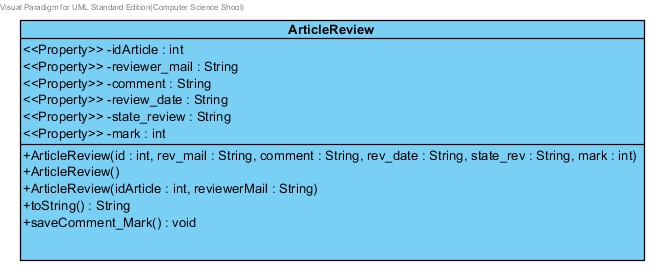 Visual Paradigm for UML Standard Edition(Computer Science Shool)
ArticleReview
<<Property>> -idArticle : int
<<Property>> -reviewer_mail : String
<<Property>> -comment : String
<<Property>> -review_date : String
<<Property>> -state_review : String
<<Property>> -mark : int
+ArticleReview(id : int, rev_mail : String, comment : String, rev_date : String, state_rev : String, mark : int)
+ArticleReview()
+ArticleReview(idArticle : int, reviewerMail : String)
+toString() : String
+saveComment_Mark() : void